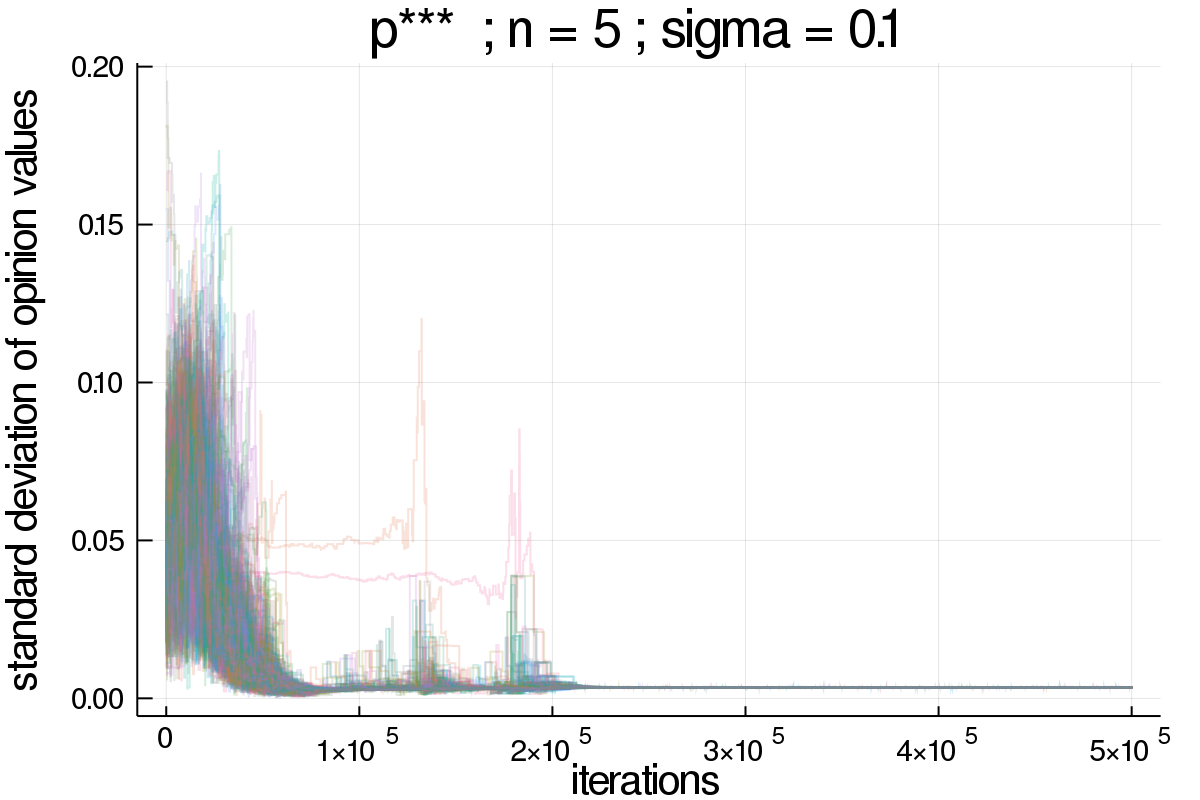 p*** ; n = 5 ; sigma = 0.1
standard deviation of opinion values
0.20
0.15
0.10
0.05
0.00
0 1×10 5 2×10 5 3×10 5 4×10 5 5×10 5
iterations